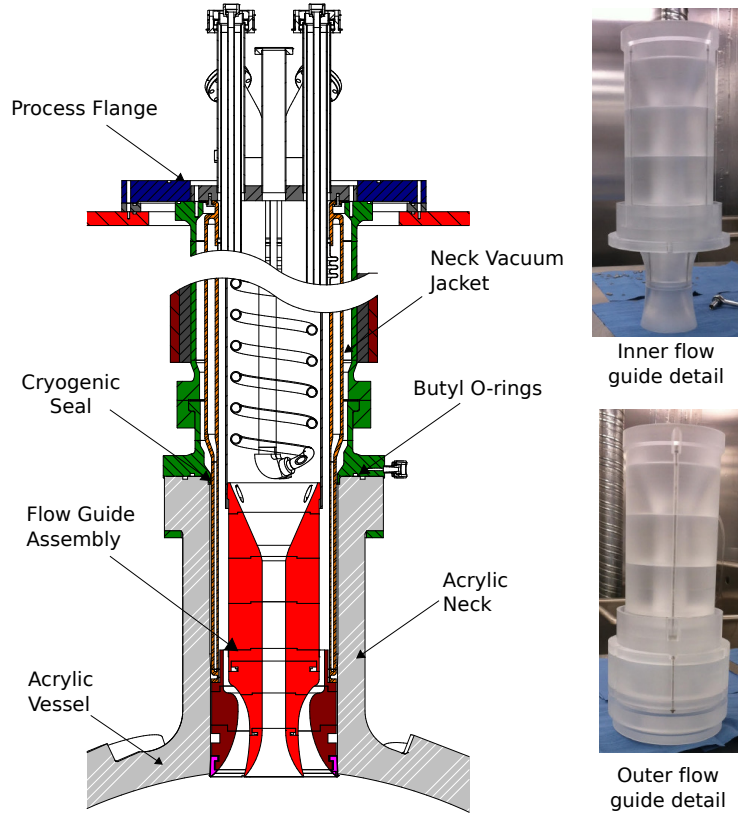 Process Flange
Neck Vacuum
Jacket
Cryogenic
Seal
Butyl O-rings
Flow Guide
Assembly
Acrylic
Neck
Acrylic
Vessel
Inner flow
guide detail
Outer flow
guide detail